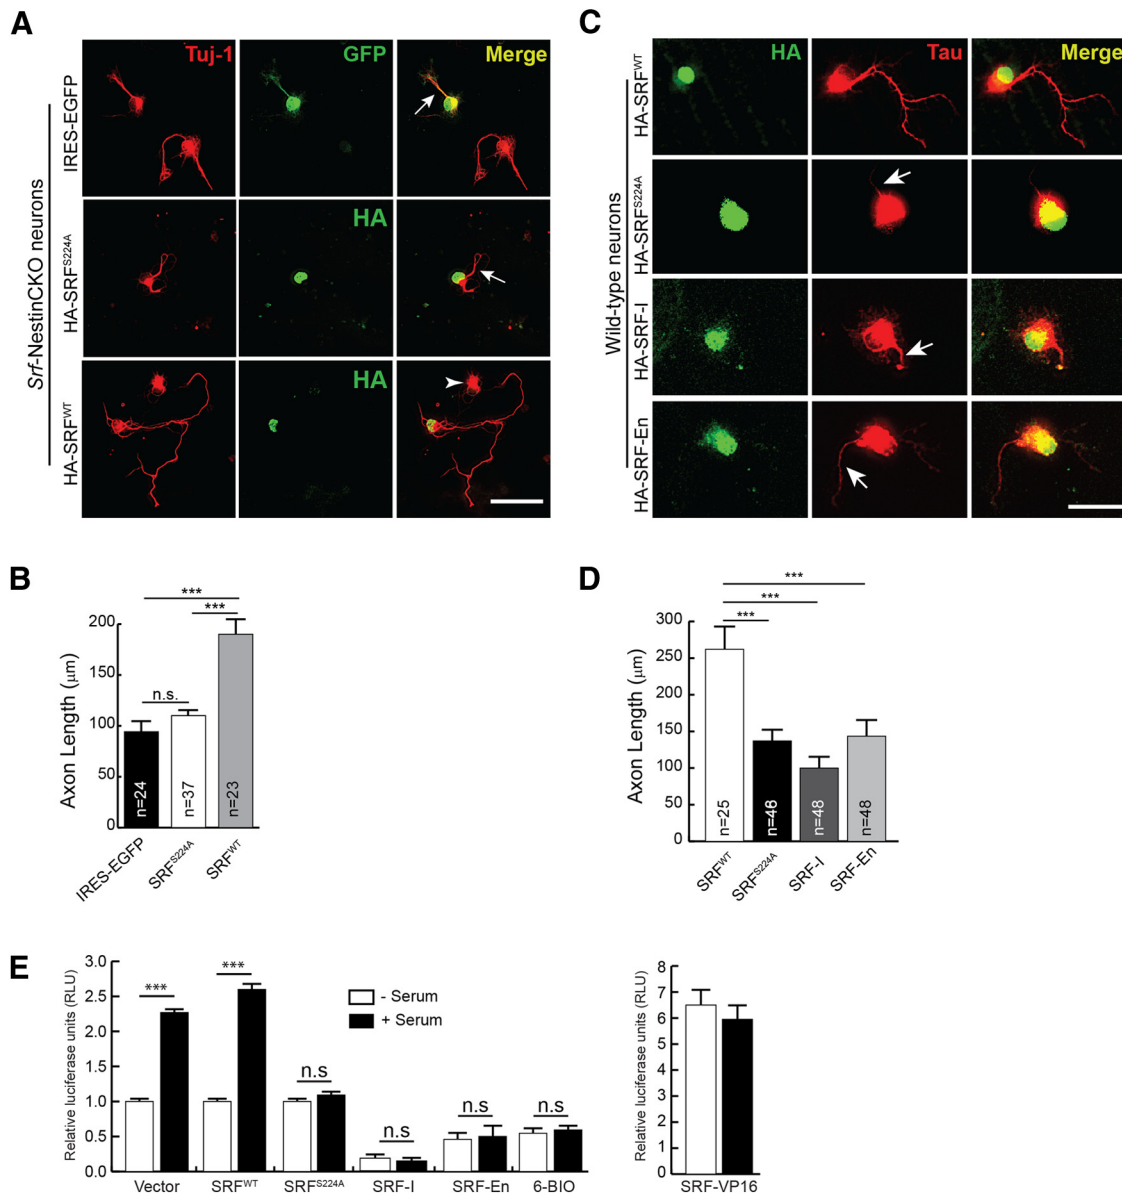 A
Tuj-1
GFP
Merge
IRES-EGFP
HA
HA-SRFS224A
HA
HA-SRFWT
Srf-NestinCKO neurons
C
HA
Tau
Merge
HA-SRFWT
HA-SRFS224A
HA-SRF-I
HA-SRF-En
Wild-type neurons
B
***
***
n.s.
Axon Length (µm)
200
150
100
50
0
n=24
n=37
n=23
IRES-EGFP
SRFS224A
SRFWT
D
***
***
***
Axon Length (µm)
300
250
150
100
50
0
n=25
n=46
n=48
n=48
SRFWT
SRFS224A
SRF-I
SRF-En
E
Relative luciferase units (RLU)
3.0
2.5
2.0
1.5
1.0
0.5
0.0
***
***
n.s
n.s
n.s
n.s
- Serum
+ Serum
Vector
SRFWT
SRFS224A
SRF-I
SRF-En
6-BIO
Relative luciferase units (RLU)
8
7
6
5
4
3
2
1
0
SRF-VP16